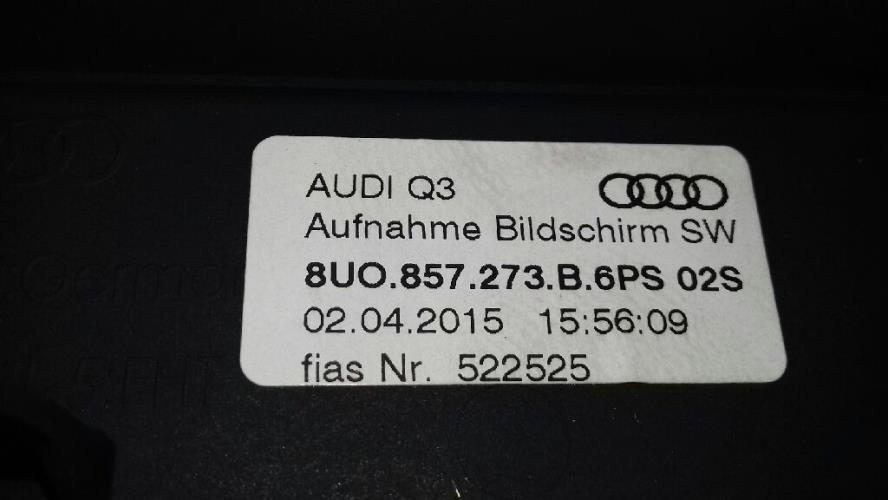 AUDI Q3
Aufnahme Bildschirm SW
8UO.857.273.B.6PS 02S
02.04.2015 15:56:09
fias Nr. 522525